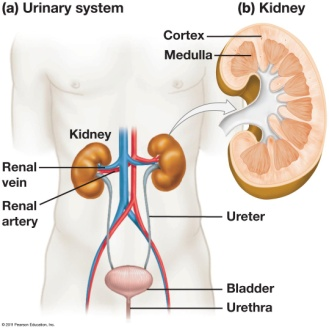 (a) Urinary system
(b) Kidney
Cortex
Medulla
Kidney
Renal
vein
Renal
artery
Ureter
Bladder
Urethra
© 2011 Pearson Education, Inc.